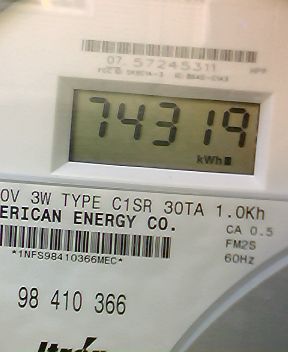 07 57245311
74319
kWh
0V 3W TYPE C1SR 30TA 1.0Kh
ERICAN ENERGY CO.
CA 0.5
FM2S
*1NFS98410366MEC*
60Hz
98 410 366
Itrón